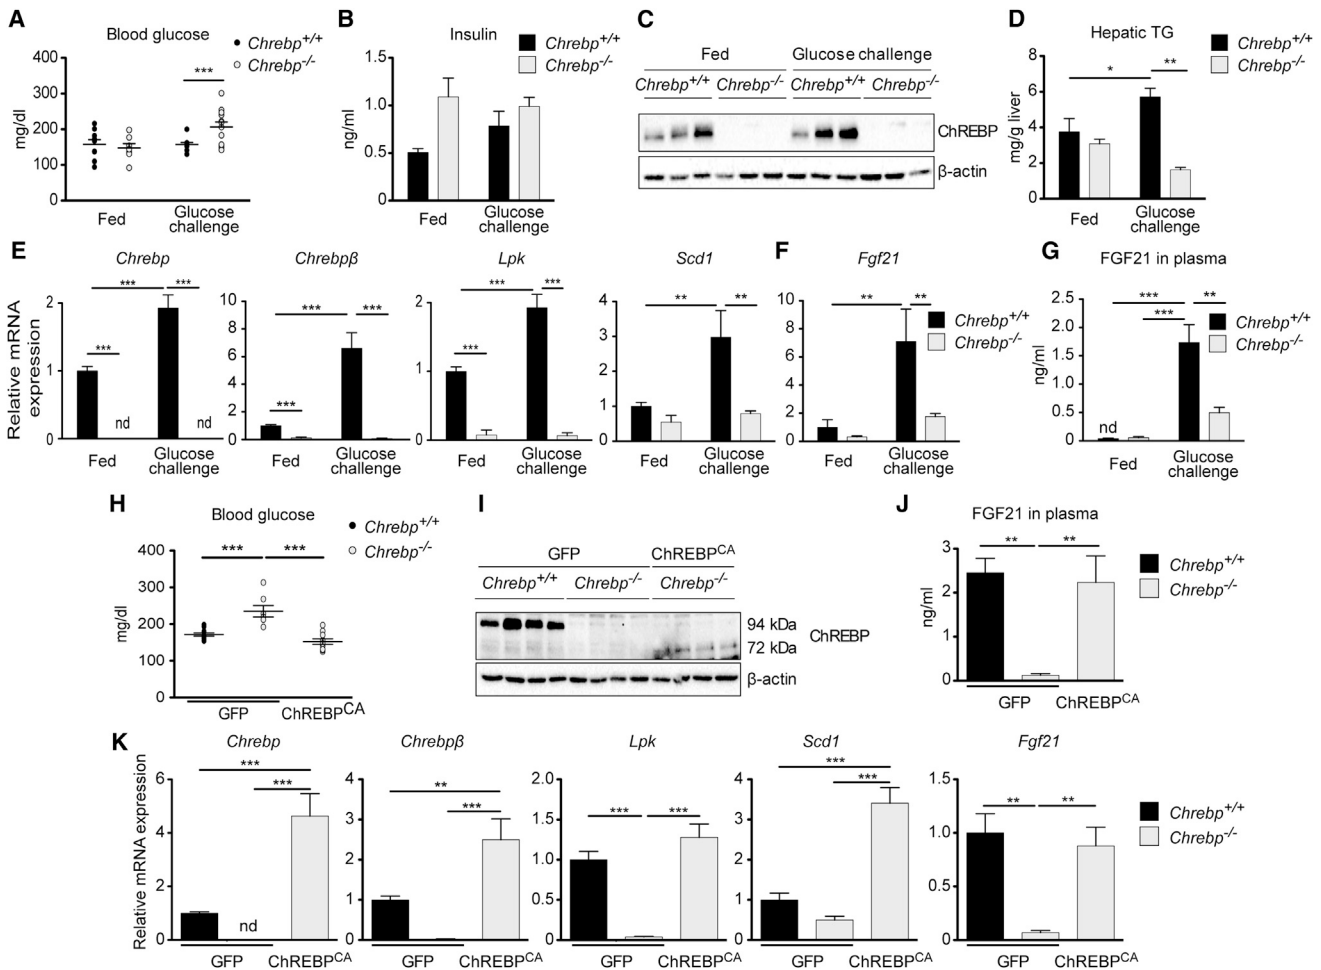 A
Blood glucose
Chrebp+/+
Chrebp-/-
***
mg/dl
400
300
200
100
0
Fed
Glucose
challenge
B
Insulin
Chrebp+/+
Chrebp-/-
ng/ml
1.5
1.0
0.5
0
Fed
Glucose
challenge
C
Fed
Glucose challenge
Chrebp+/+ Chrebp-/- Chrebp+/+ Chrebp-/-
ChREBP
β-actin
D
Hepatic TG
Chrebp+/+
Chrebp-/-
* **
mg/g liver
8
6
4
2
0
Fed
Glucose
challenge
E
Relative mRNA
expression
Chrebp
*** ***
***
2
1
0
nd nd
Fed
Glucose
challenge
Chrebpβ
*** ***
***
10
8
6
4
2
0
Fed
Glucose
challenge
Lpk
*** ***
***
2
1
0
Fed
Glucose
challenge
Scd1
** **
4
3
2
1
0
Fed
Glucose
challenge
F
Fgf21
** **
Chrebp+/+
Chrebp-/-
10
8
6
4
2
0
Fed
Glucose
challenge
G
FGF21 in plasma
*** **
***
Chrebp+/+
Chrebp-/-
ng/ml
2.5
2.0
1.5
1.0
0.5
0
nd
Fed
Glucose
challenge
H
Blood glucose
Chrebp+/+
Chrebp-/-
*** ***
mg/dl
400
300
200
100
0
GFP ChREBPCA
I
GFP ChREBPCA
Chrebp+/+ Chrebp-/- Chrebp-/-
94 kDa
72 kDa
ChREBP
β-actin
J
FGF21 in plasma
** **
Chrebp+/+
Chrebp-/-
ng/ml
3
2
1
0
GFP ChREBPCA
K
Relative mRNA expression
Chrebp
***
***
6
4
2
0
nd
GFP ChREBPCA
Chrebpβ
**
***
4
3
2
1
0
GFP ChREBPCA
Lpk
*** ***
2.0
1.5
1.0
0.5
0
GFP ChREBPCA
Scd1
***
***
4
3
2
1
0
GFP ChREBPCA
Fgf21
** **
1.5
1.0
0.5
0
GFP ChREBPCA
Chrebp+/+
Chrebp-/-